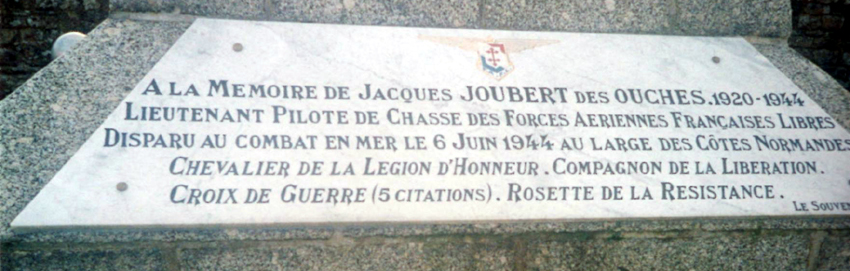 A LA MEMOIRE DE JACQUES JOUBERT DES OUCHES.1920-1944
LIEUTENANT PILOTE DE CHASSE DES FORCES AERIENNES FRANÇAISES LIBRES
DISPARU AU COMBAT EN MER LE 6 JUIN 1944 AU LARGE DES CÔTES NORMANDES
CHEVALIER DE LA LEGION D'HONNEUR. COMPAGNON DE LA LIBERATION.
CROIX DE GUERRE (5 CITATIONS). ROSETTE DE LA RESISTANCE.
LE